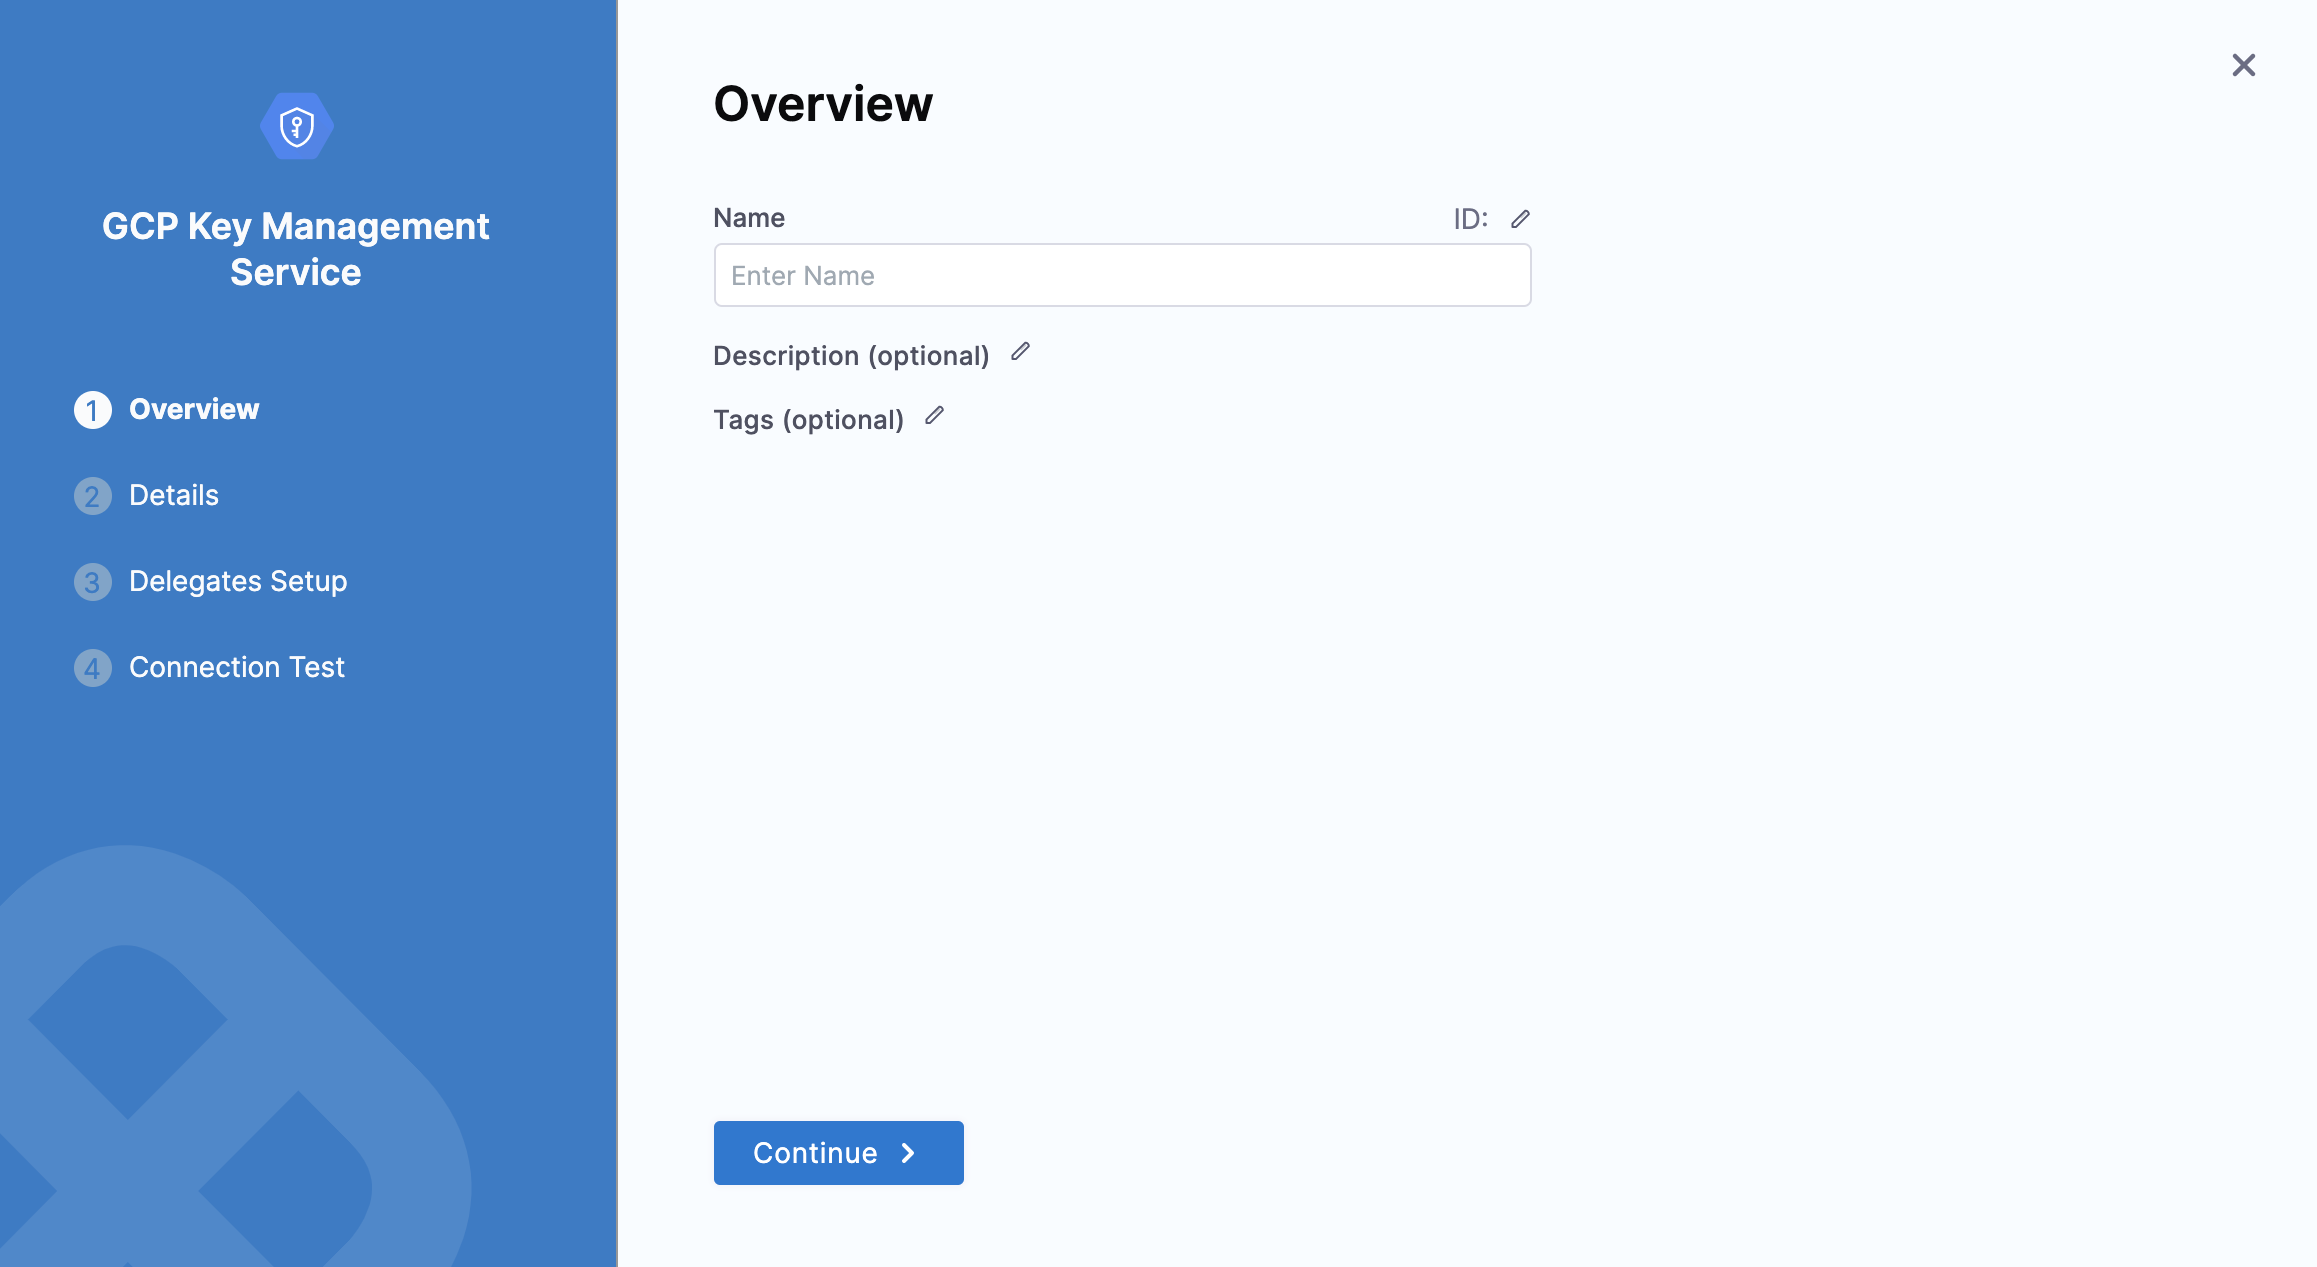 GCP Key Management
Service
1 Overview
2 Details
3 Delegates Setup
4 Connection Test
Overview
Name
ID:
Enter Name
Description (optional)
Tags (optional)
Continue